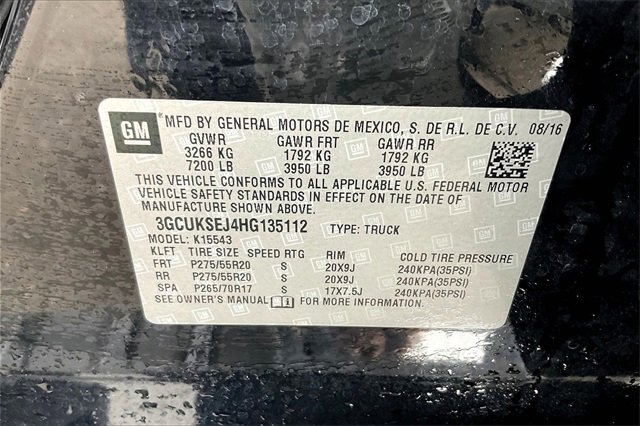 GM MFD BY GENERAL MOTORS DE MEXICO, S. DE R.L. DE C.V. 08/16
GVWR GAWR FRT GAWR RR
3266 KG 1792 KG 1792 KG
7200 LB 3950 LB 3950 LB
THIS VEHICLE CONFORMS TO ALL APPLICABLE U.S. FEDERAL MOTOR
VEHICLE SAFETY STANDARDS IN EFFECT ON THE DATE OF
MANUFACTURE SHOWN ABOVE.
3GCUKSEJ4HG135112 TYPE: TRUCK
MODEL: K15543
KLFT TIRE SIZE SPEED RTG RIM COLD TIRE PRESSURE
FRT P275/55R20 S 20X9J 240KPA(35PSI)
RR P275/55R20 S 20X9J 240KPA(35PSI)
SPA P265/70R17 S 17X7.5J 240KPA(35PSI)
SEE OWNER'S MANUAL FOR MORE INFORMATION.